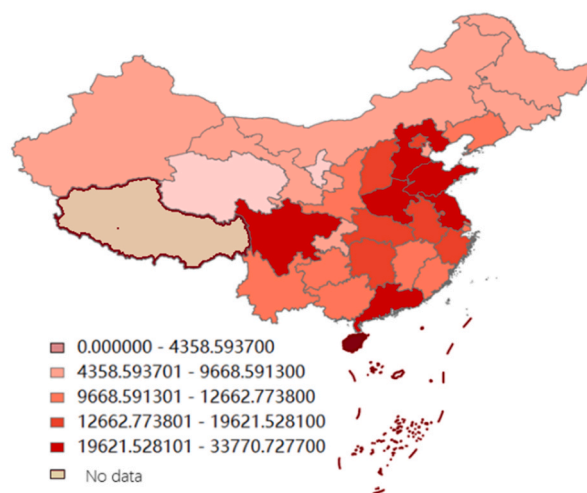 0.000000 - 4358.593700
4358.593701 - 9668.591300
9668.591301 - 12662.773800
12662.773801 - 19621.528100
19621.528101 - 33770.727700
No data